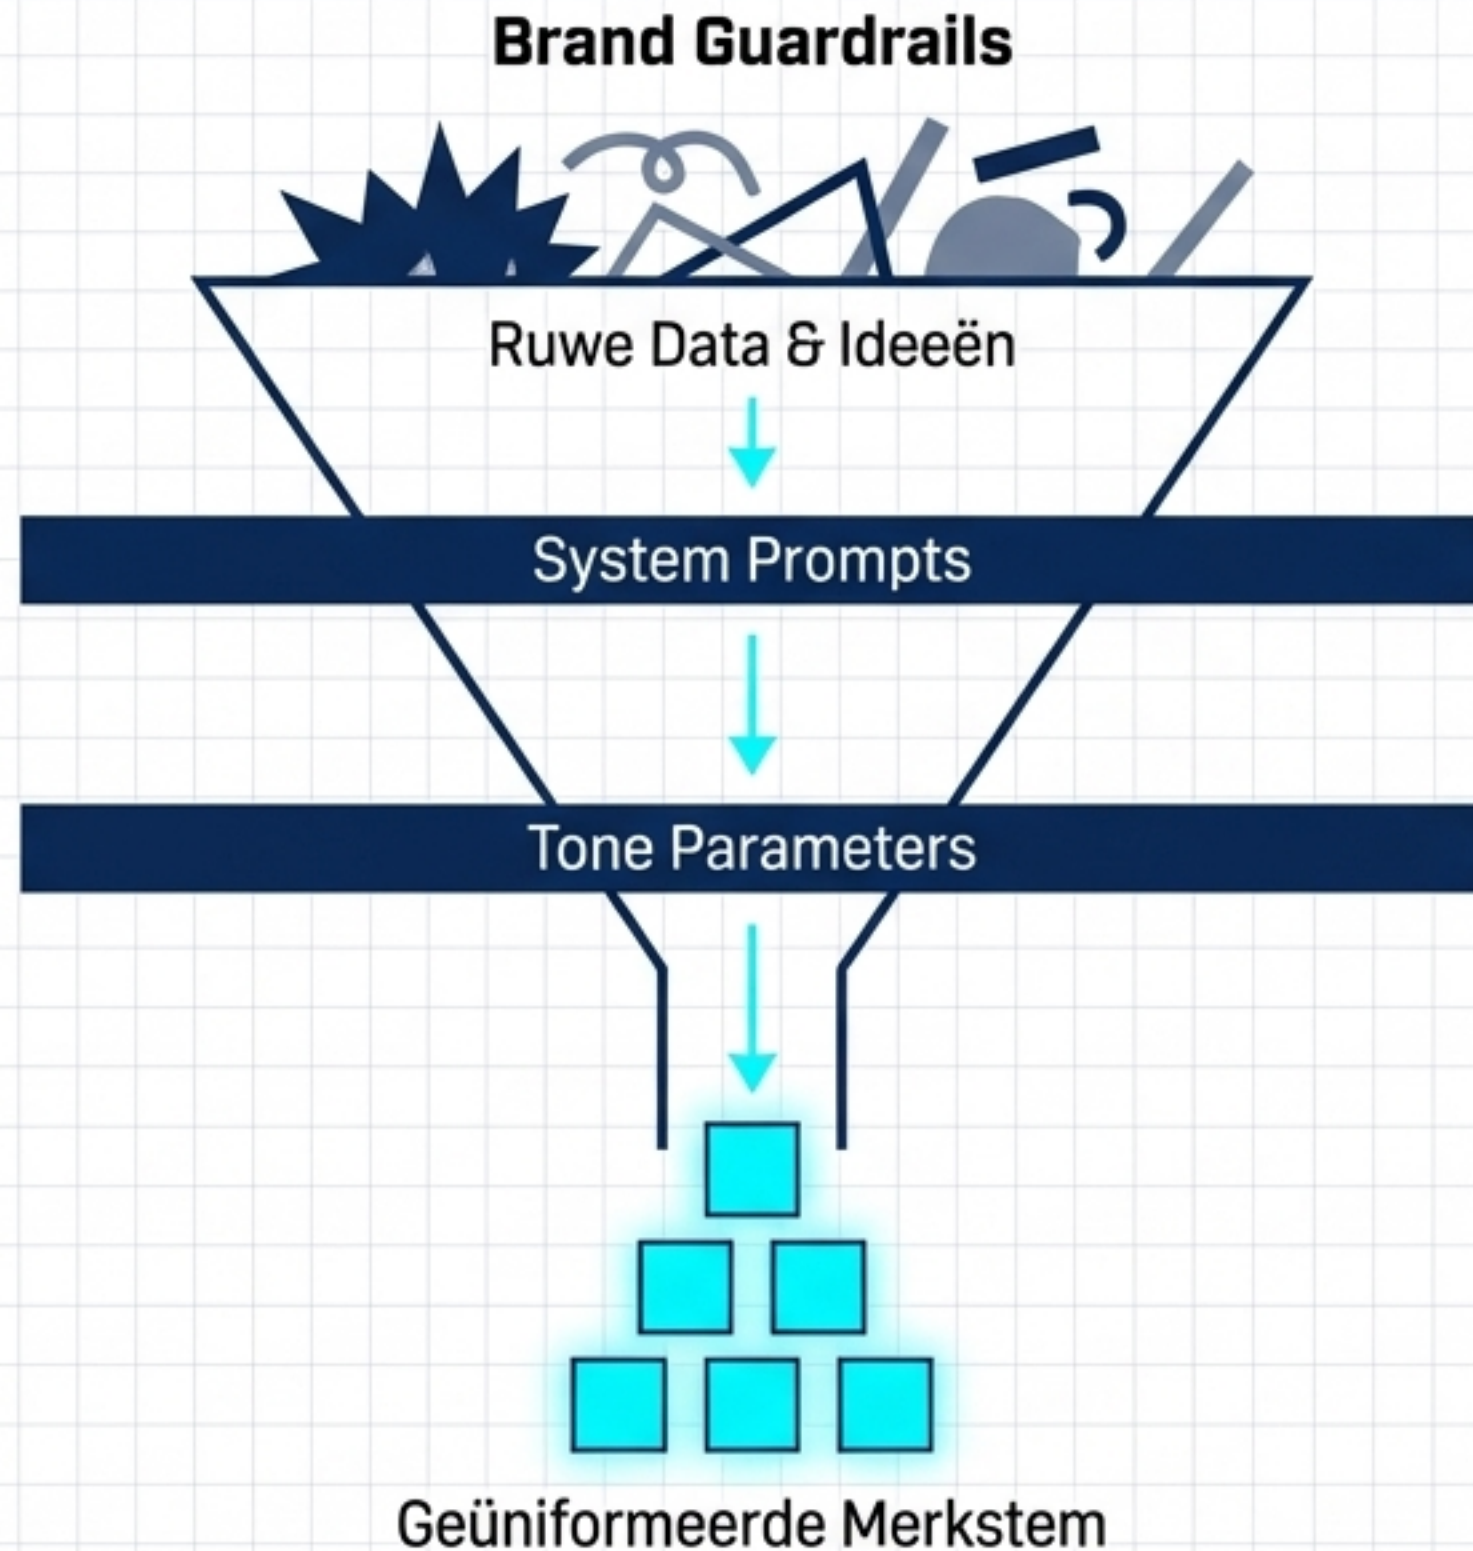 Brand Guardrails
Ruwe Data & Ideeën
System Prompts
Tone Parameters
Geüniformeerde Merkstem